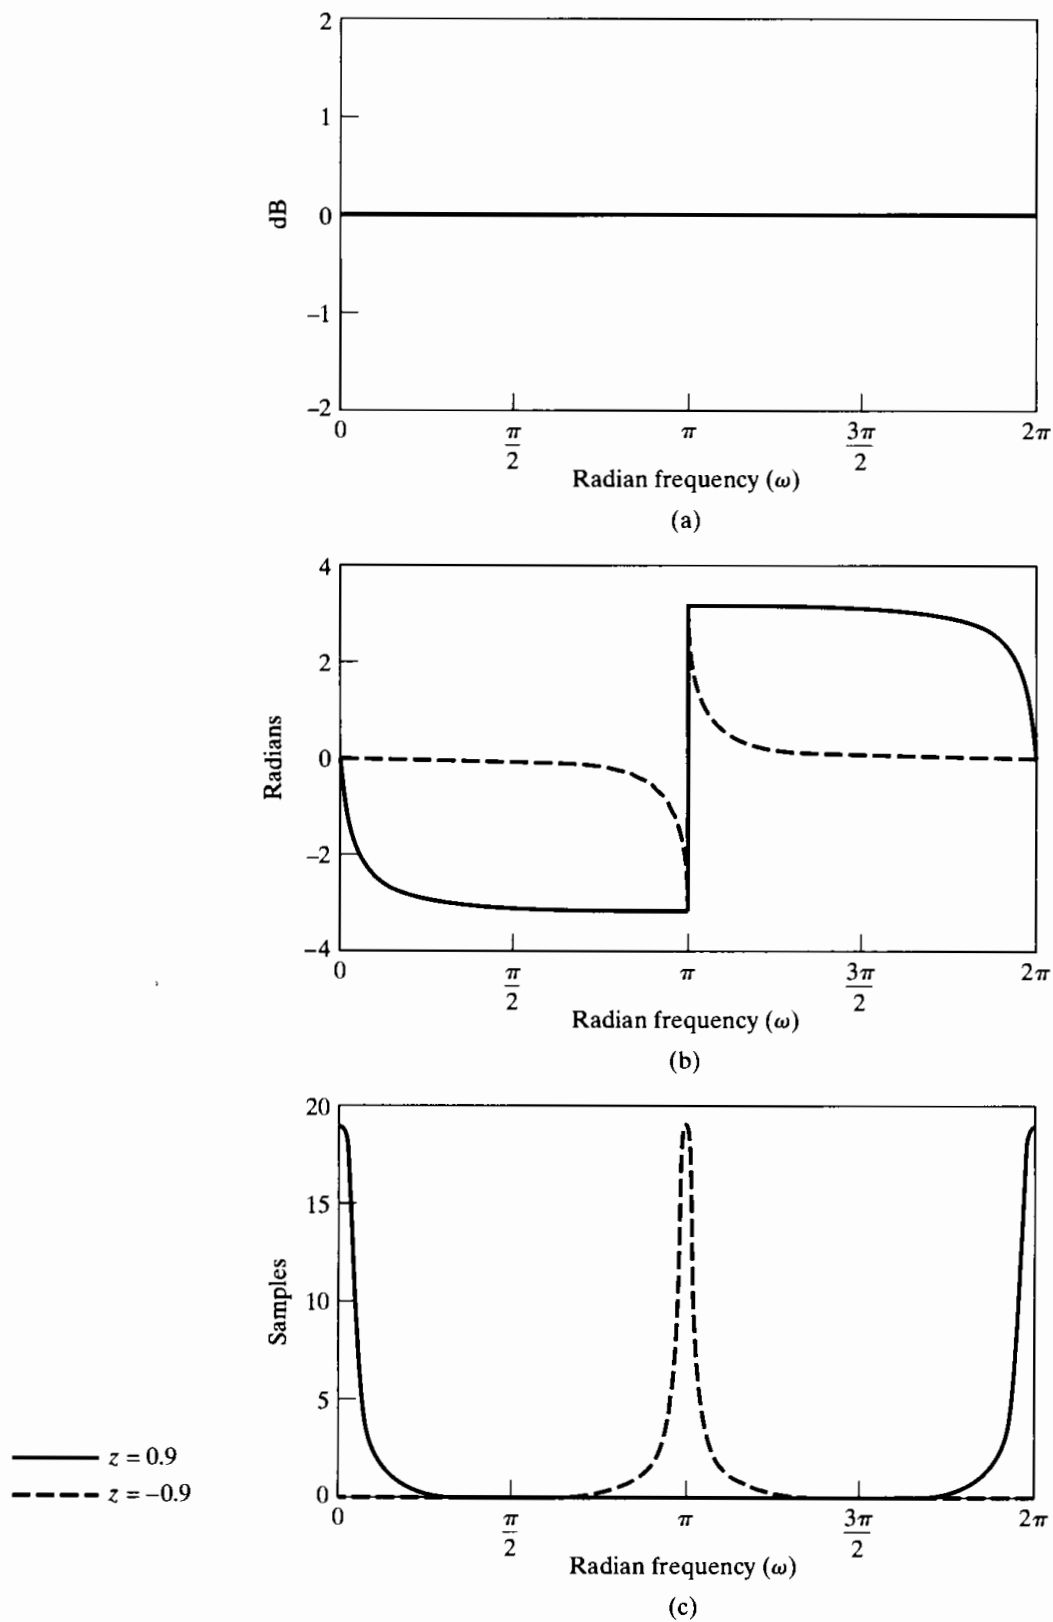 2
1
0
−1
−2
dB
0
π/2
π
3π/2
2π
Radian frequency (ω)
(a)
4
2
0
−2
−4
Radians
0
π/2
π
3π/2
2π
Radian frequency (ω)
(b)
20
15
10
5
0
Samples
0
π/2
π
3π/2
2π
Radian frequency (ω)
z = 0.9
z = −0.9
(c)